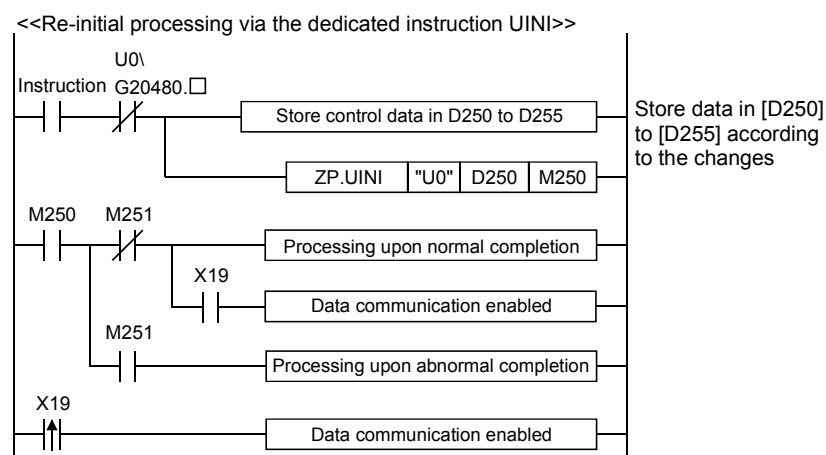 <<Re-initial processing via the dedicated instruction UINI>>
U0\
Instruction G20480.□
Store control data in D250 to D255
Store data in [D250]
to [D255] according
to the changes
ZP.UINI "U0" D250 M250
M250 M251
Processing upon normal completion
X19
Data communication enabled
M251
Processing upon abnormal completion
X19
Data communication enabled